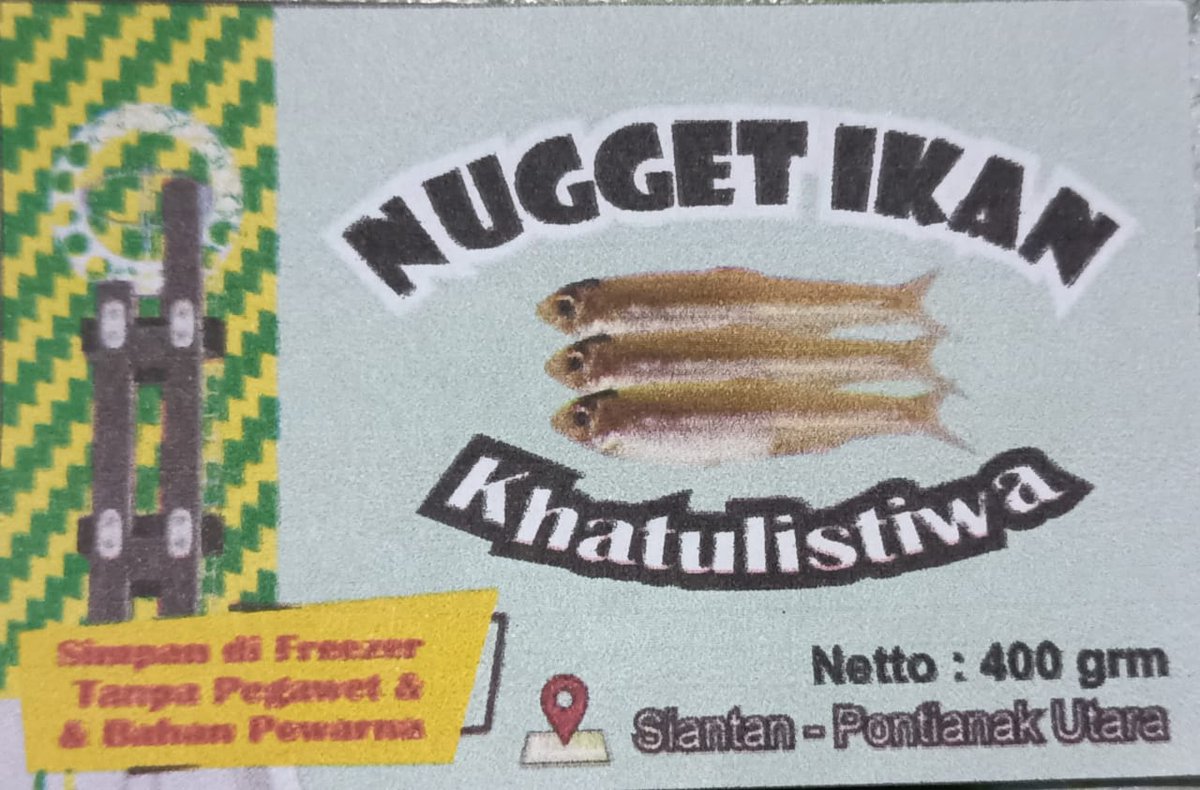 NUGGET IKAN
Khatulistiwa
Simpan di Freezer
Tanpa Pegawet &
& Bahan Pewarna
Netto : 400 grm
Siantan - Pontianak Utara